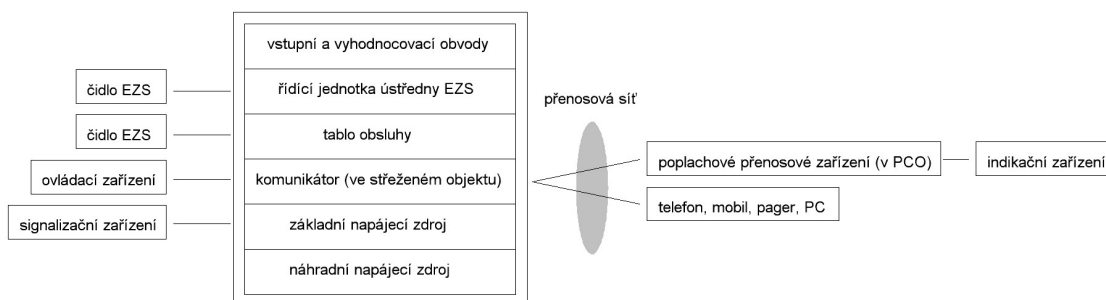 čidlo EZS
čidlo EZS
ovládací zařízení
signalizační zařízení
vstupní a vyhodnocovací obvody
řídící jednotka ústředny EZS
tablo obsluhy
komunikátor (ve střeženém objektu)
základní napájecí zdroj
náhradní napájecí zdroj
přenosová síť
poplachové přenosové zařízení (v PCO)
telefon, mobil, pager, PC
indikační zařízení